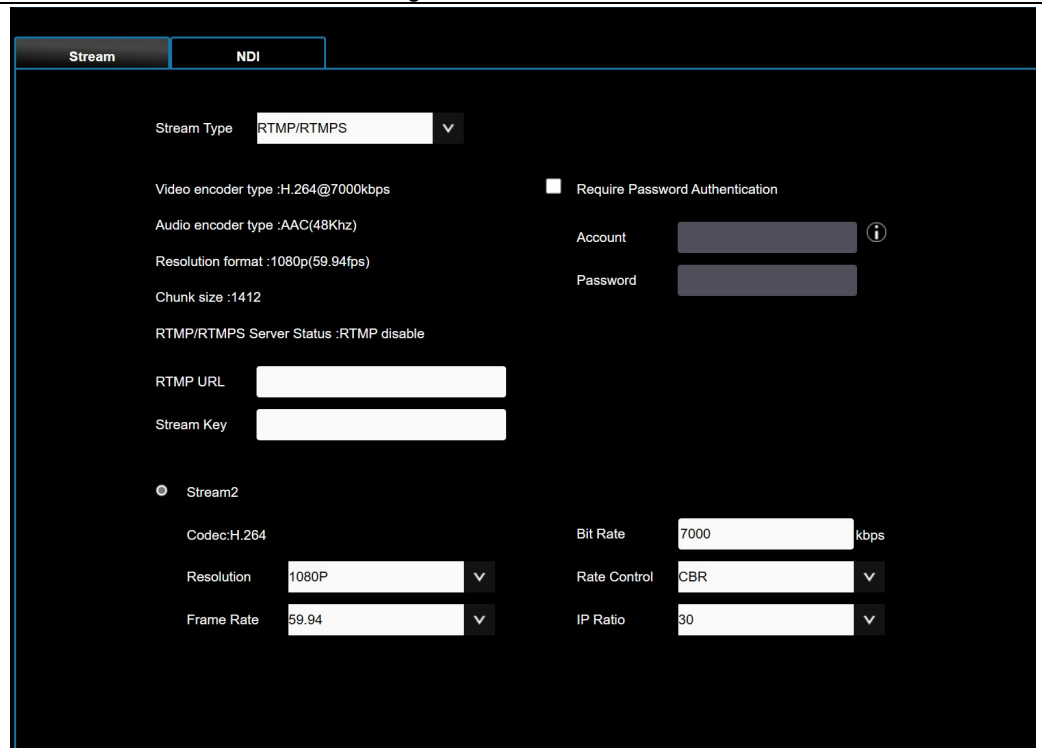 Stream
NDI
Stream Type RTMP/RTMPS
Video encoder type :H.264@7000kbps
Audio encoder type :AAC(48Khz)
Resolution format :1080p(59.94fps)
Chunk size :1412
RTMP/RTMPS Server Status :RTMP disable
RTMP URL
Stream Key
Require Password Authentication
Account
Password
Stream2
Codec:H.264
Resolution 1080P
Frame Rate 59.94
Bit Rate 7000 kbps
Rate Control CBR
IP Ratio 30